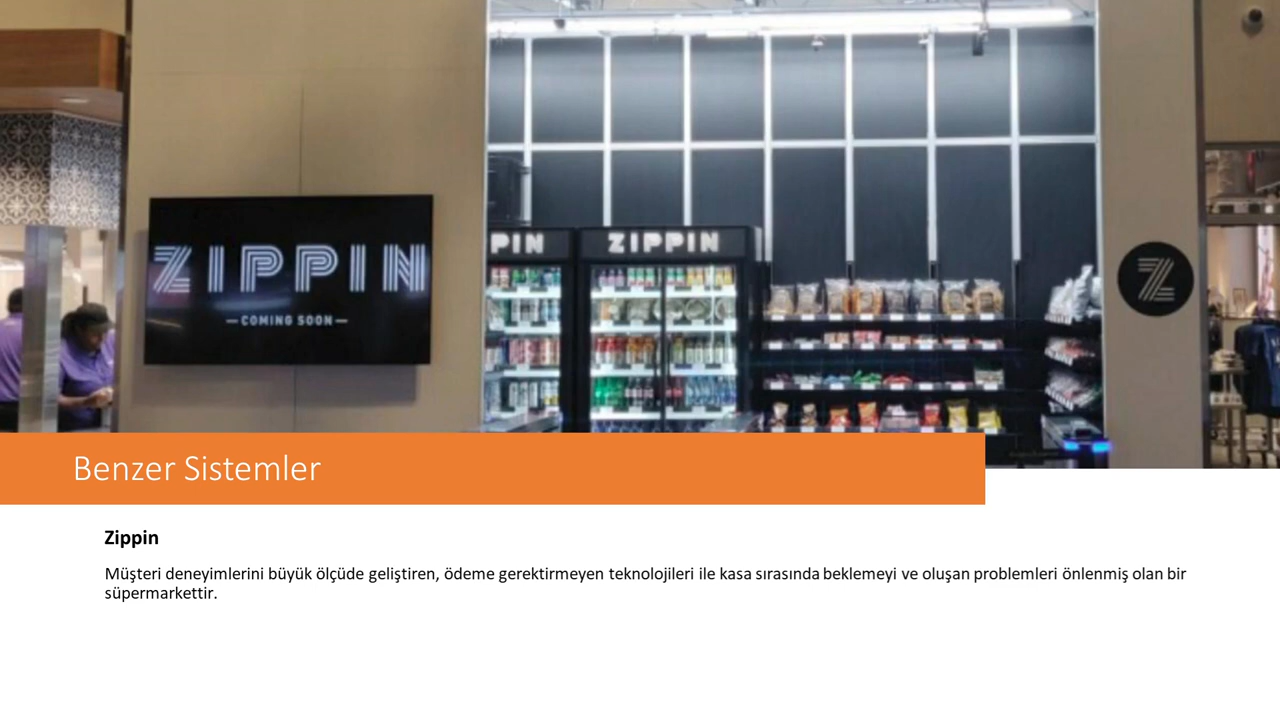 ZIPPIN
—COMING SOON—
PIN
ZIPPIN
Z
Benzer Sistemler
Zippin
Müşteri deneyimlerini büyük ölçüde geliştiren, ödeme gerektirmeyen teknolojileri ile kasa sırasında beklemeyi ve oluşan problemleri önlenmiş olan bir
süpermarkettir.